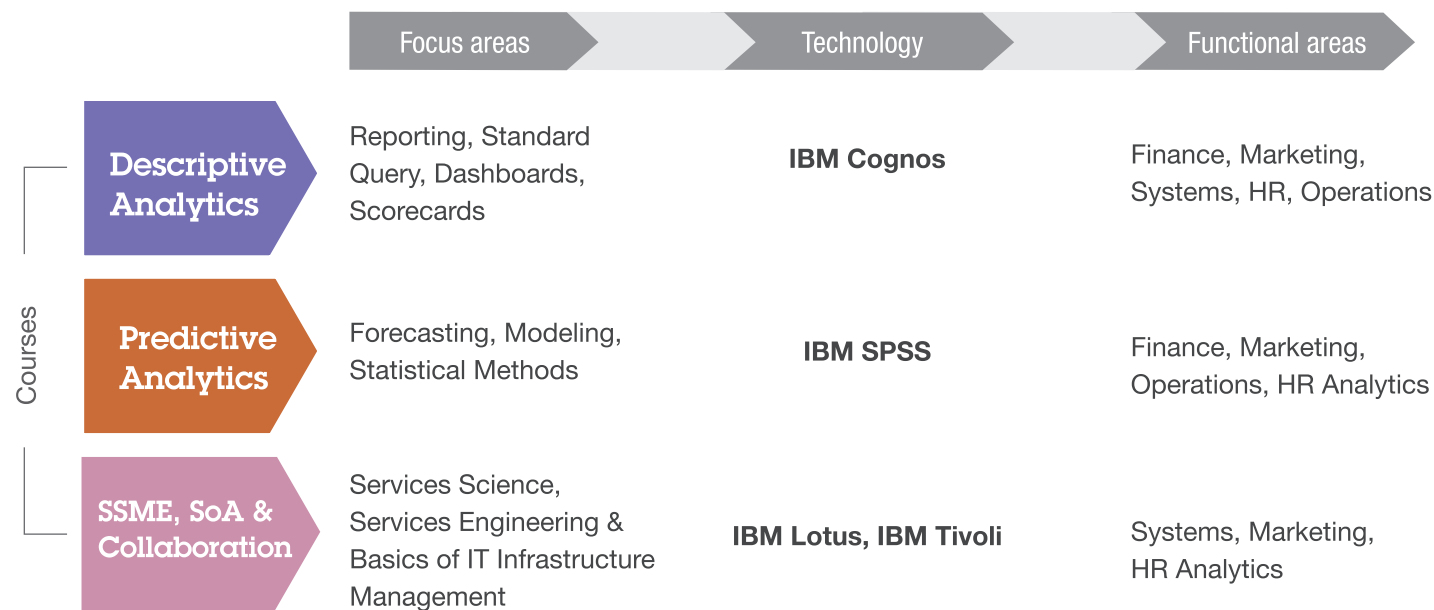 Focus areas
Technology
Functional areas
Courses
Descriptive
Analytics
Reporting, Standard
Query, Dashboards,
Scorecards
IBM Cognos
Finance, Marketing,
Systems, HR, Operations
Predictive
Analytics
Forecasting, Modeling,
Statistical Methods
IBM SPSS
Finance, Marketing,
Operations, HR Analytics
SSME, SoA &
Collaboration
Services Science,
Services Engineering &
Basics of IT Infrastructure
Management
IBM Lotus, IBM Tivoli
Systems, Marketing,
HR Analytics